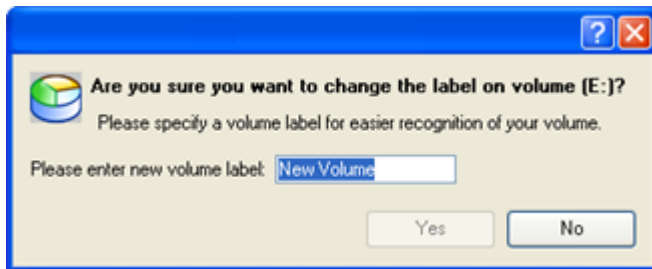 Are you sure you want to change the label on volume (E:)?
Please specify a volume label for easier recognition of your volume.
Please enter new volume label: New Volume
Yes No